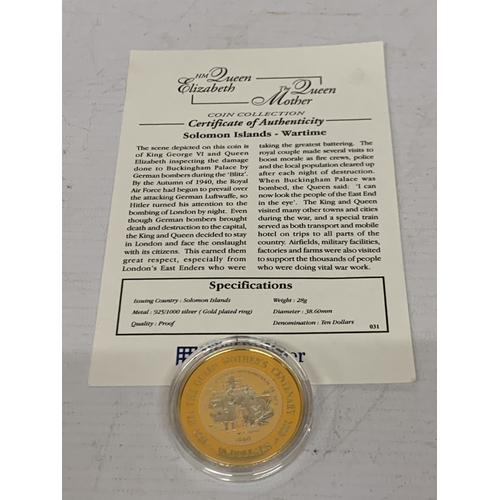 HM Queen Elizabeth The Queen Mother
COIN COLLECTION
Certificate of Authenticity
Solomon Islands - Wartime
The scene depicted on this coin is
of King George VI and Queen
Elizabeth inspecting the damage
done to Buckingham Palace by
German bombers during the 'Blitz'.
By the Autumn of 1940, the Royal
Air Force had begun to prevail over
the attacking German Luftwaffe, so
Hitler turned his attention to the
bombing of London by night. Even
though German bombers brought
death and destruction to the capital,
the King and Queen decided to stay
in London and face the onslaught
with its citizens. This earned them
great respect, especially from
London's East Enders who were
taking the greatest battering. The
royal couple made several visits to
boost morale as fire crews, police
and the local population cleared up
after each night of destruction.
When Buckingham Palace was
bombed, the Queen said: 'I can
now look the people of the East End
in the eye'. The King and Queen
visited many other towns and cities
during the war, and a special train
served as both transport and mobile
hotel on trips to all parts of the
country. Airfields, military facilities,
factories and farms were also visited
to support the thousands of people
who were doing vital war work.
Specifications
Issuing Country : Solomon Islands
Metal : 925/1000 silver ( Gold plated ring)
Quality : Proof
Weight : 28g
Diameter : 38.60mm
Denomination : Ten Dollars
031
THE QUEEN MOTHER'S CENTENARY
1940
10 DOLLARS